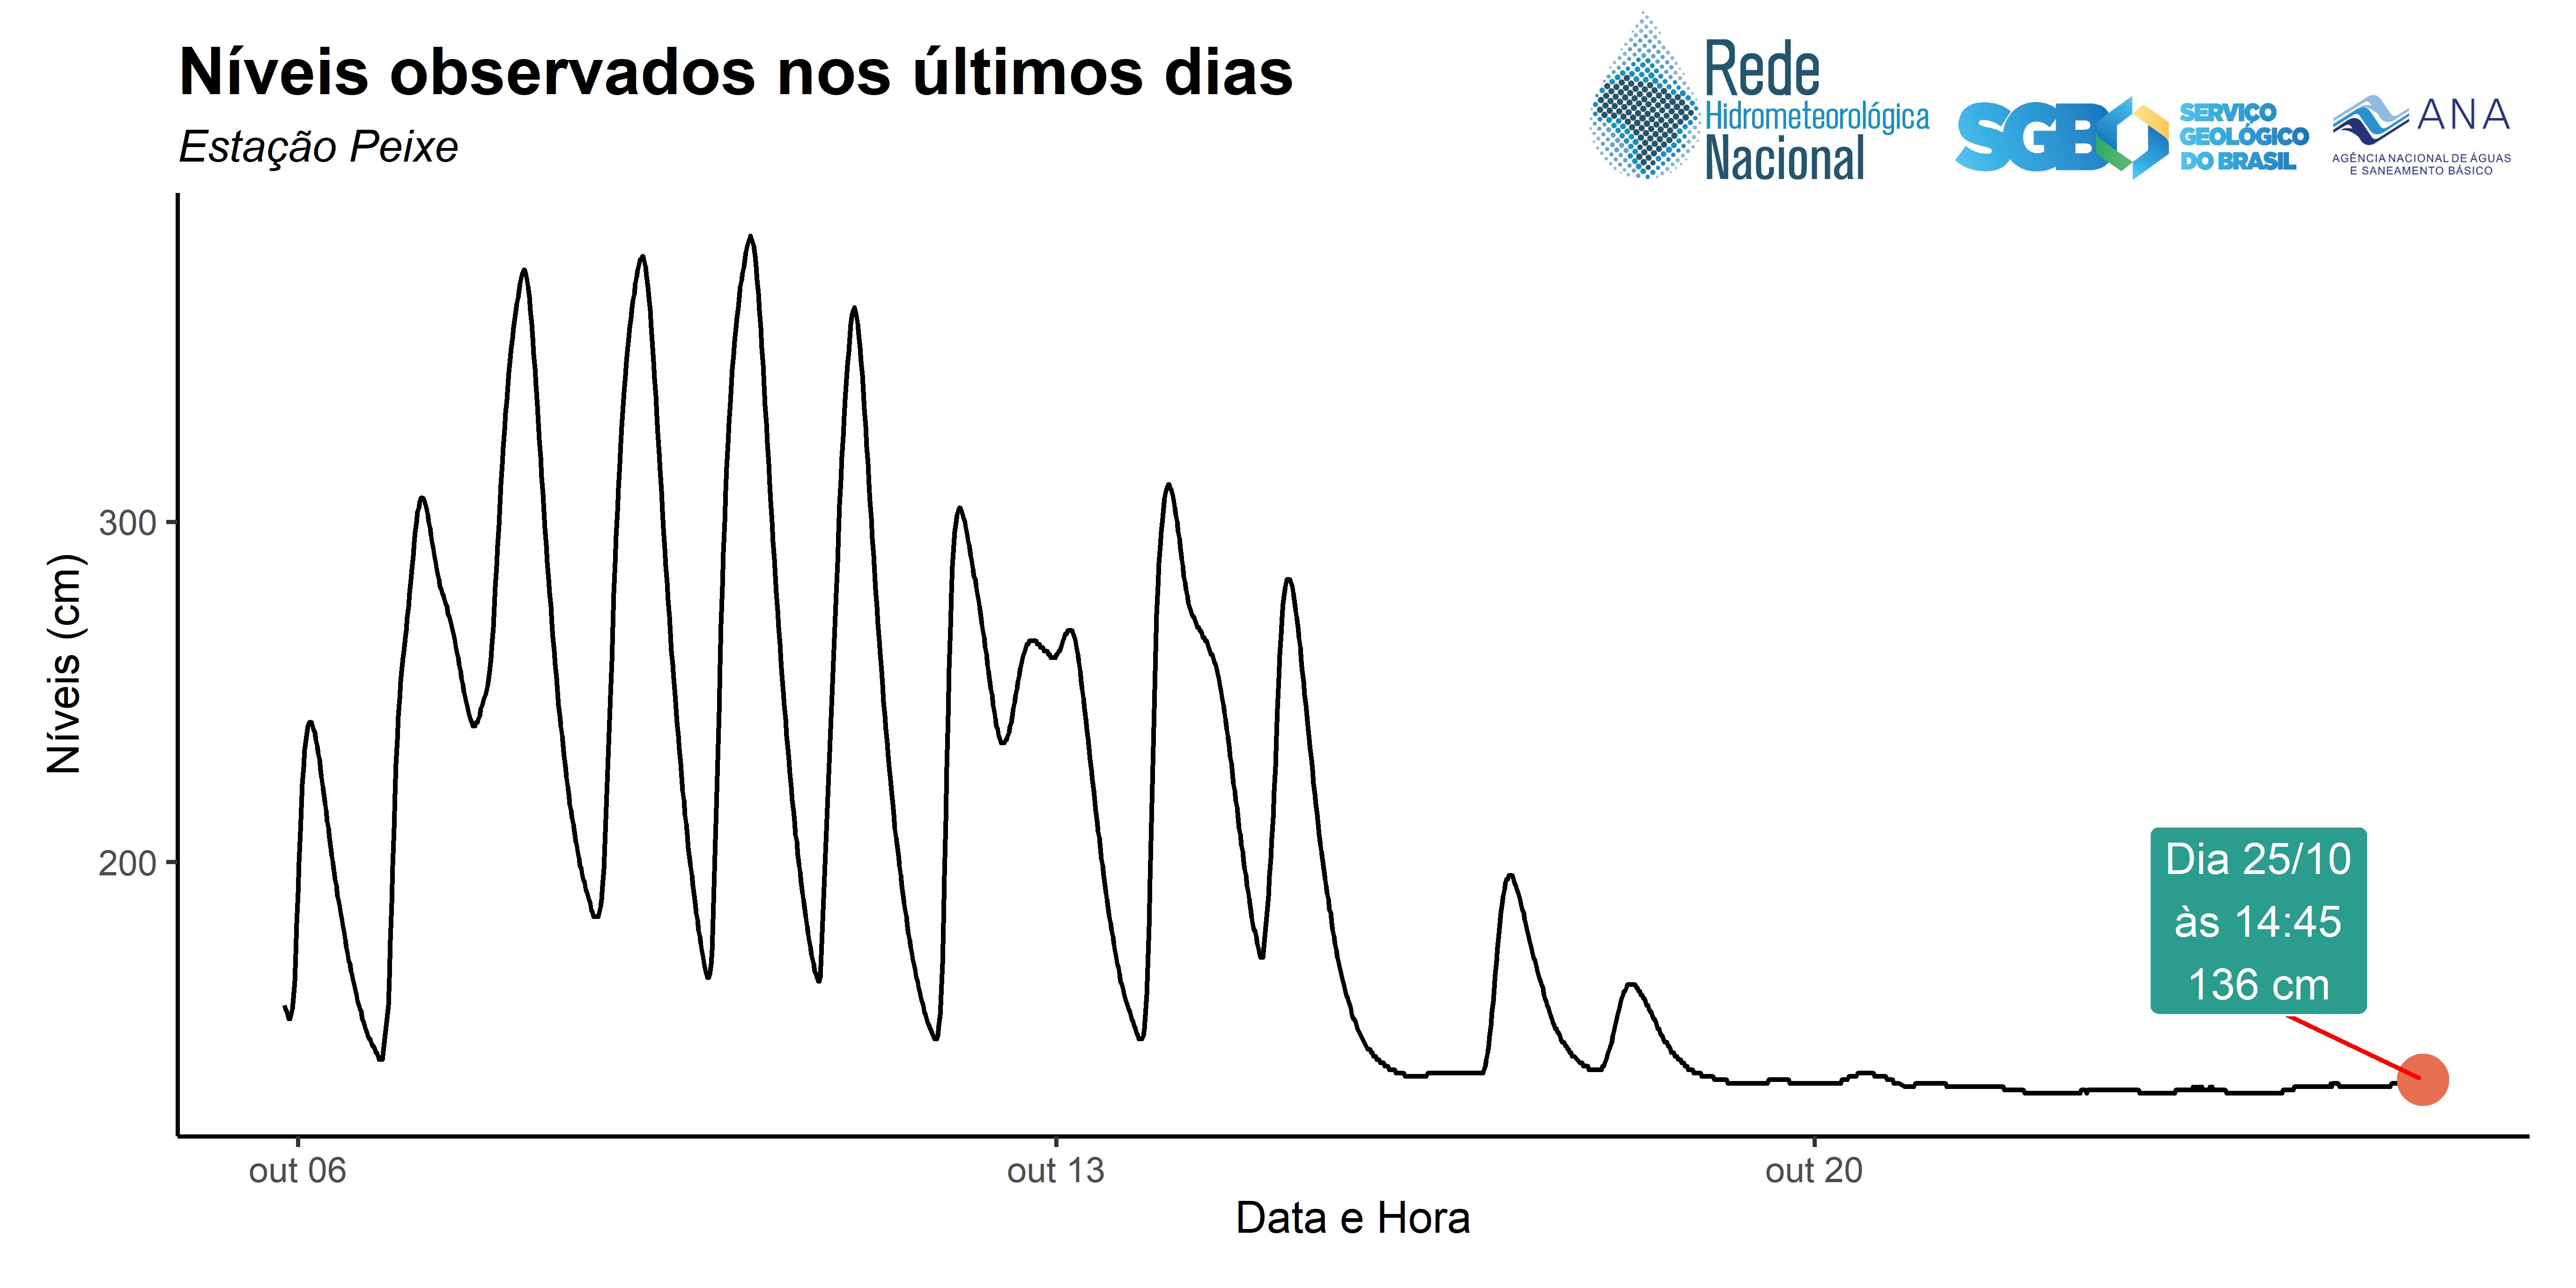 Níveis observados nos últimos dias
Estação Peixe
Rede
Hidrometeorológica
Nacional
SGB
SERVIÇO
GEOLÓGICO
DO BRASIL
ANA
AGÊNCIA NACIONAL DE ÁGUAS
E SANEAMENTO BÁSICO
Níveis (cm)
300
200
Dia 25/10
às 14:45
136 cm
out 06
out 13
out 20
Data e Hora